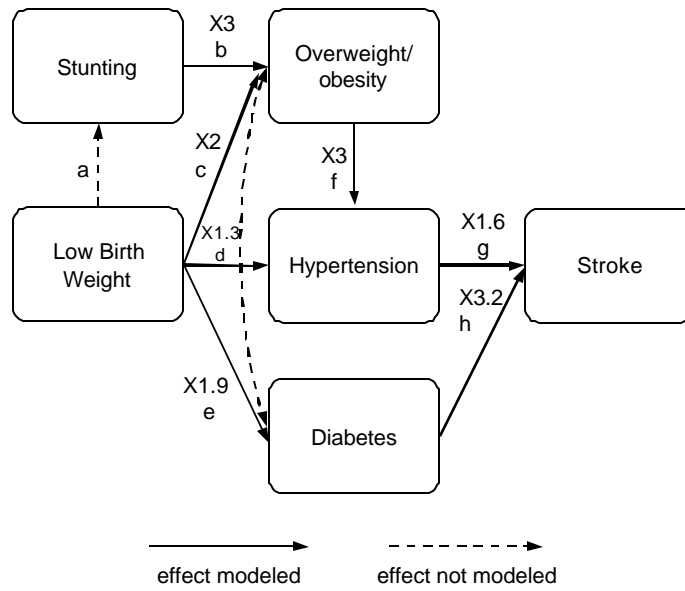 X3
b
Stunting
Overweight/
obesity
X2
c
X3
f
a
Low Birth
Weight
X1.3
d
Hypertension
X1.6
g
Stroke
X3.2
h
X1.9
e
Diabetes
effect modeled
effect not modeled